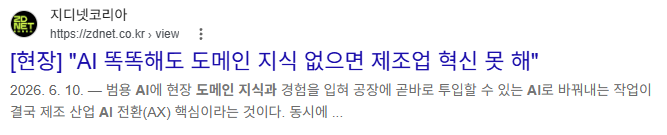 ZD
NET
KOREA
지디넷코리아
https://zdnet.co.kr › view
[현장] "AI 똑똑해도 도메인 지식 없으면 제조업 혁신 못 해"
2026. 6. 10. — 범용 AI에 현장 도메인 지식과 경험을 입혀 공장에 곧바로 투입할 수 있는 AI로 바꿔내는 작업이
결국 제조 산업 AI 전환(AX) 핵심이라는 것이다. 동시에 ...